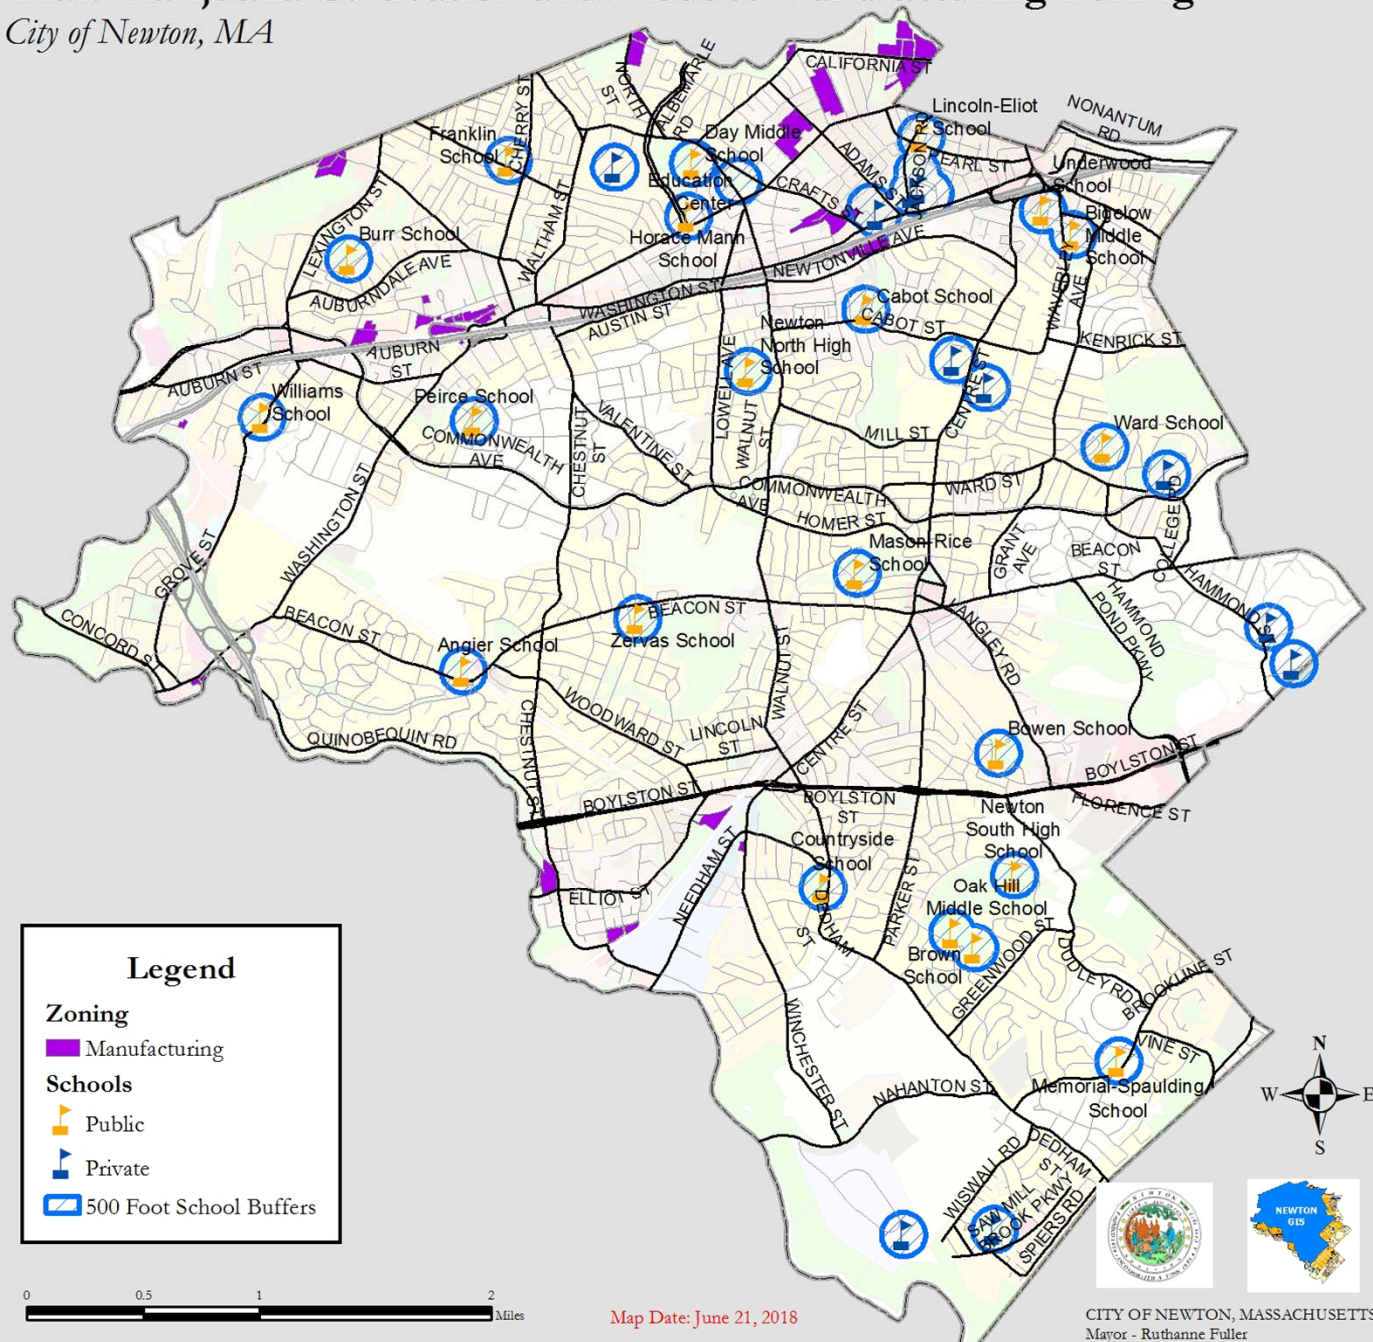 City of Newton, MA
CALIFORNIA ST
NORTH ST
ALBEMARLE RD
CHERRY ST
Franklin School
Day Middle School
Lincoln-Eliot School
NONANTUM RD
JACKSON RD
PEARL ST
ADAMS ST
CRAFTS ST
Underwood School
Education Center
Bigelow Middle School
Horace Mann School
LEXINGTON ST
Burr School
WALTHAM ST
AUBURNDALE AVE
NEWTONVILLE AVE
WASHINGTON ST
AUSTIN ST
WAVERLEY AVE
Cabot School
CABOT ST
KENRICK ST
Newton North High School
LOWELL AVE
WALNUT ST
AUBURN ST
AUBURN ST
Williams School
Peirce School
COMMONWEALTH AVE
CHESTNUT ST
VALENTINE ST
CENTRE ST
MILL ST
Ward School
WARD ST
COMMONWEALTH AVE
HOMER ST
WASHINGTON ST
GROVE ST
Mason-Rice School
GRANT AVE
BEACON ST
COLLEGE RD
HAMMOND ST
HAMMOND POND PKWY
LANGLEY RD
CONCORD ST
BEACON ST
BEACON ST
Angier School
Zervas School
WALNUT ST
WOODWARD ST
LINCOLN ST
CENTRE ST
QUINOBEQUIN RD
CHESTNUT ST
BOYLSTON ST
Bowen School
BOYLSTON ST
BOYLSTON ST
FLORENCE ST
Newton South High School
Countryside School
NEEDHAM ST
ELLIOT ST
PARKER ST
DEDHAM ST
Oak Hill Middle School
Brown School
GREENWOOD ST
DUDLEY RD
BROOKLINE ST
VINE ST
WINCHESTER ST
NAHANTON ST
Memorial-Spaulding School
WISWALL RD
DEDHAM ST
SAW MILL BROOK PKWY
SPIERS RD
Legend
Zoning
Manufacturing
Schools
Public
Private
500 Foot School Buffers
0 0.5 1 2
Miles
Map Date: June 21, 2018
N
W E
S
NEWTON
GIS
CITY OF NEWTON, MASSACHUSETTS
Mayor - Ruthanne Fuller